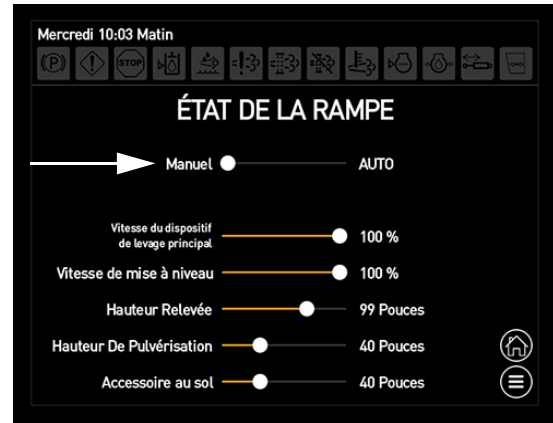 Mercredi 10:03 Matin
(P) STOP
ÉTAT DE LA RAMPE
Manuel AUTO
Vitesse du dispositif
de levage principal 100 %
Vitesse de mise à niveau 100 %
Hauteur Relevée 99 Pouces
Hauteur De Pulvérisation 40 Pouces
Accessoire au sol 40 Pouces